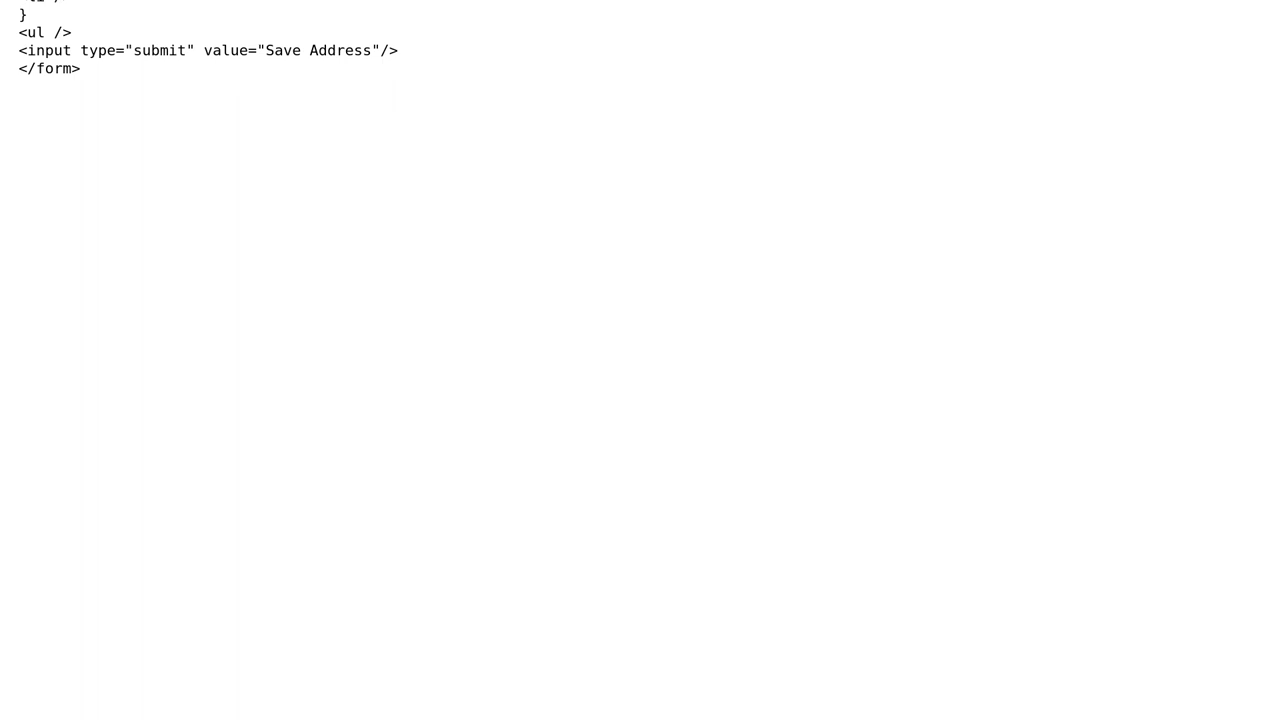 }
<ul />
<input type="submit" value="Save Address"/>
</form>